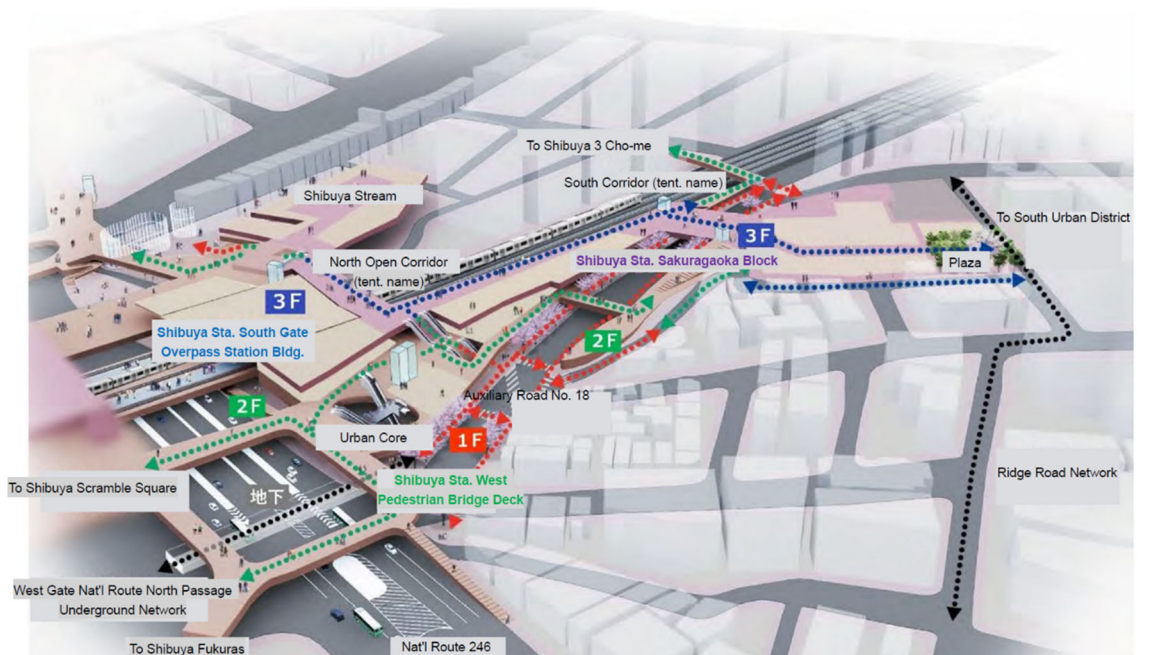 To Shibuya 3 Cho-me
South Corridor (tent. name)
Shibuya Stream
To South Urban District
3F
North Open Corridor
(tent. name)
Shibuya Sta. Sakuragaoka Block
Plaza
3F
Shibuya Sta. South Gate
Overpass Station Bldg.
2F
Auxiliary Road No. 18
2F
Urban Core
1F
Shibuya Sta. West
Pedestrian Bridge Deck
Ridge Road Network
To Shibuya Scramble Square
地下
West Gate Nat'l Route North Passage
Underground Network
To Shibuya Fukuras
Nat'l Route 246